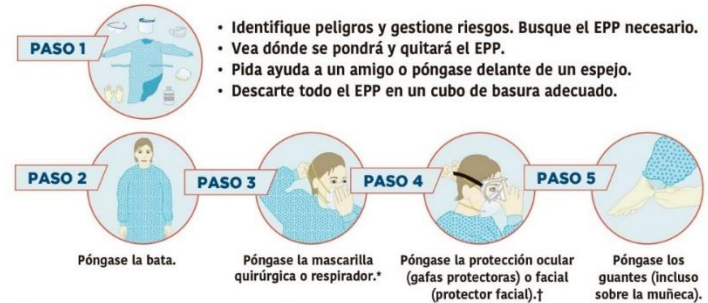 PASO 1
• Identifique peligros y gestione riesgos. Busque el EPP necesario.
• Vea dónde se pondrá y quitará el EPP.
• Pida ayuda a un amigo o póngase delante de un espejo.
• Descarte todo el EPP en un cubo de basura adecuado.
PASO 2
Póngase la bata.
PASO 3
Póngase la mascarilla
quirúrgica o respirador.*
PASO 4
Póngase la protección ocular
(gafas protectoras) o facial
(protector facial).†
PASO 5
Póngase los
guantes (incluso
sobre la muñeca).